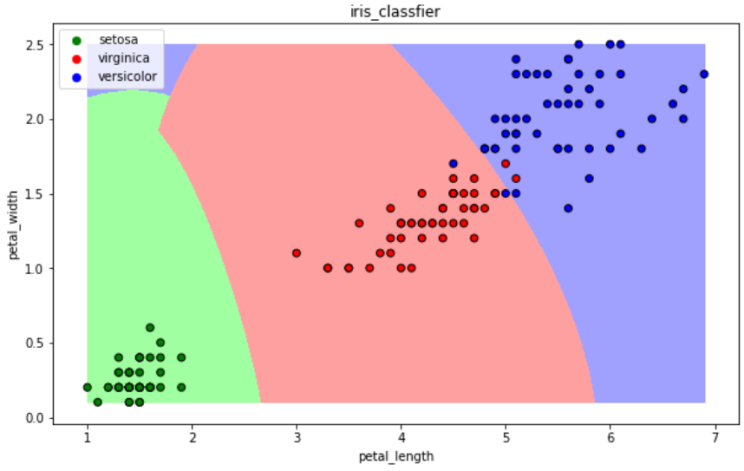 iris_classfier
setosa
virginica
versicolor
2.5
2.0
1.5
1.0
0.5
0.0
petal_width
1 2 3 4 5 6 7
petal_length